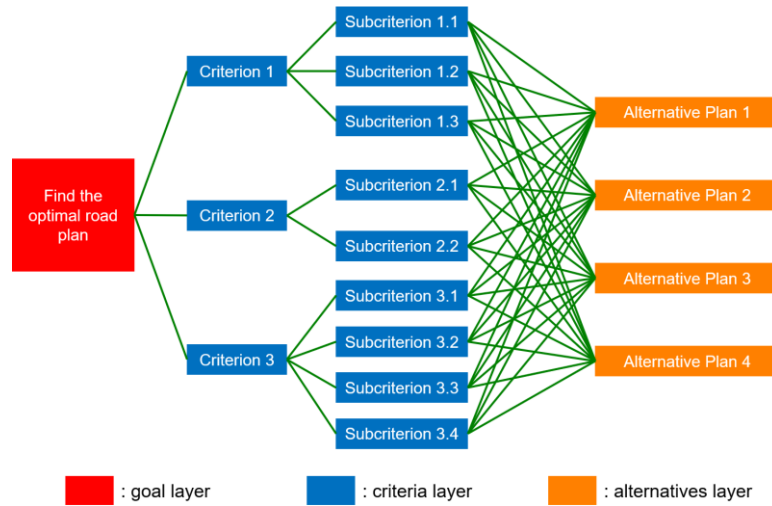 Find the
optimal road
plan
Criterion 1
Criterion 2
Criterion 3
Subcriterion 1.1
Subcriterion 1.2
Subcriterion 1.3
Subcriterion 2.1
Subcriterion 2.2
Subcriterion 3.1
Subcriterion 3.2
Subcriterion 3.3
Subcriterion 3.4
Alternative Plan 1
Alternative Plan 2
Alternative Plan 3
Alternative Plan 4
: goal layer
: criteria layer
: alternatives layer